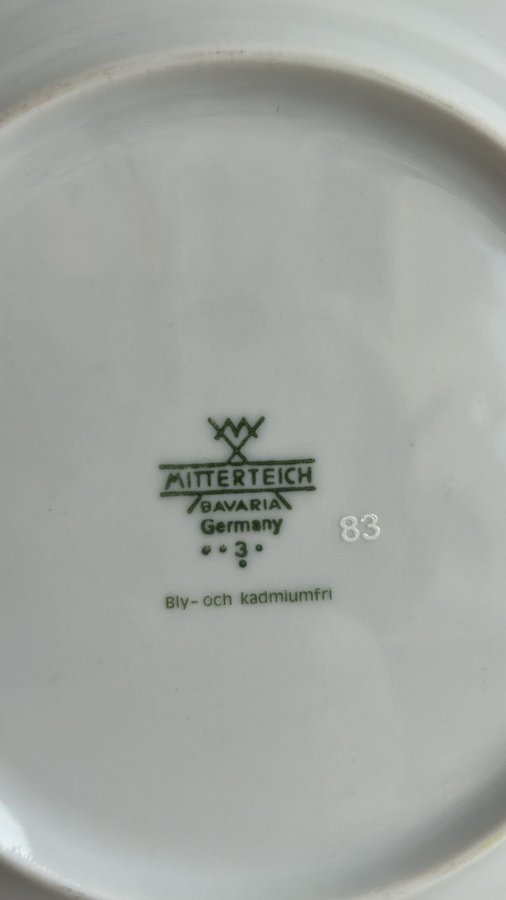 MITTERTEICH
BAVARIA
Germany
3
83
Bly- och kadmiumfri